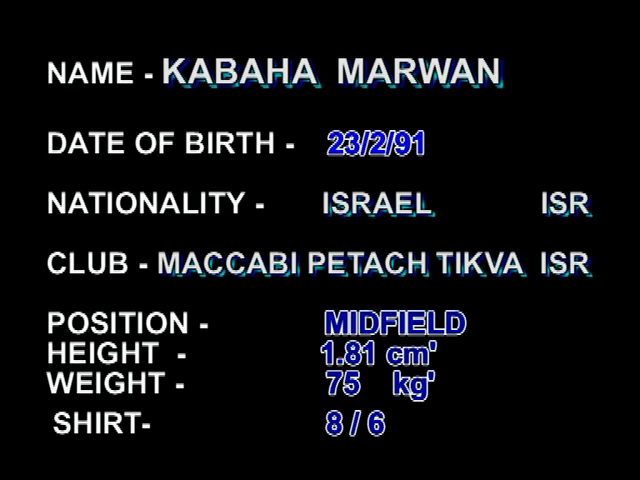 NAME - KABAHA MARWAN
DATE OF BIRTH - 23/2/91
NATIONALITY - ISRAEL ISR
CLUB - MACCABI PETACH TIKVA ISR
POSITION - MIDFIELD
HEIGHT - 1.81 cm'
WEIGHT - 75 kg'
SHIRT- 8 / 6